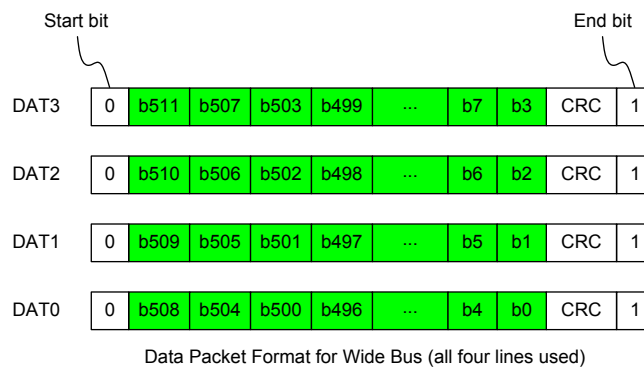 Start bit End bit
DAT3 0 b511 b507 b503 b499 ... b7 b3 CRC 1
DAT2 0 b510 b506 b502 b498 ... b6 b2 CRC 1
DAT1 0 b509 b505 b501 b497 ... b5 b1 CRC 1
DAT0 0 b508 b504 b500 b496 ... b4 b0 CRC 1
Data Packet Format for Wide Bus (all four lines used)